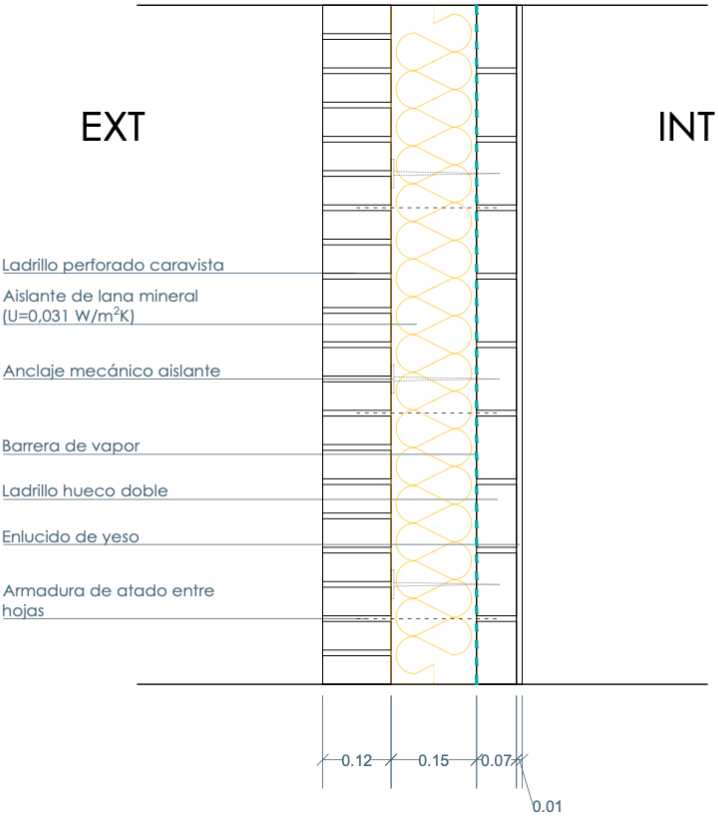 EXT
INT
Ladrillo perforado caravista
Aislante de lana mineral
(U=0,031 W/m²K)
Anclaje mecánico aislante
Barrera de vapor
Ladrillo hueco doble
Enlucido de yeso
Armadura de atado entre
hojas
0.12
0.15
0.07
0.01